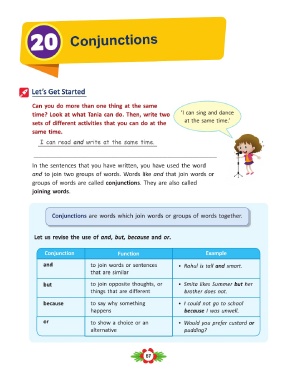 20 Conjunctions
Let's Get Started
Can you do more than one thing at the same
time? Look at what Tania can do. Then, write two
sets of different activities that you can do at the
same time.
'I can sing and dance
at the same time.'
I can read and write at the same time.
In the sentences that you have written, you have used the word
and to join two groups of words. Words like and that join words or
groups of words are called conjunctions. They are also called
joining words.
Conjunctions are words which join words or groups of words together.
Let us revise the use of and, but, because and or.
Conjunction Function Example
and to join words or sentences • Rahul is tall and smart.
that are similar
but to join opposite thoughts, or • Smita likes Summer but her
things that are different brother does not.
because to say why something • I could not go to school
happens because I was unwell.
or to show a choice or an • Would you prefer custard or
alternative pudding?
87